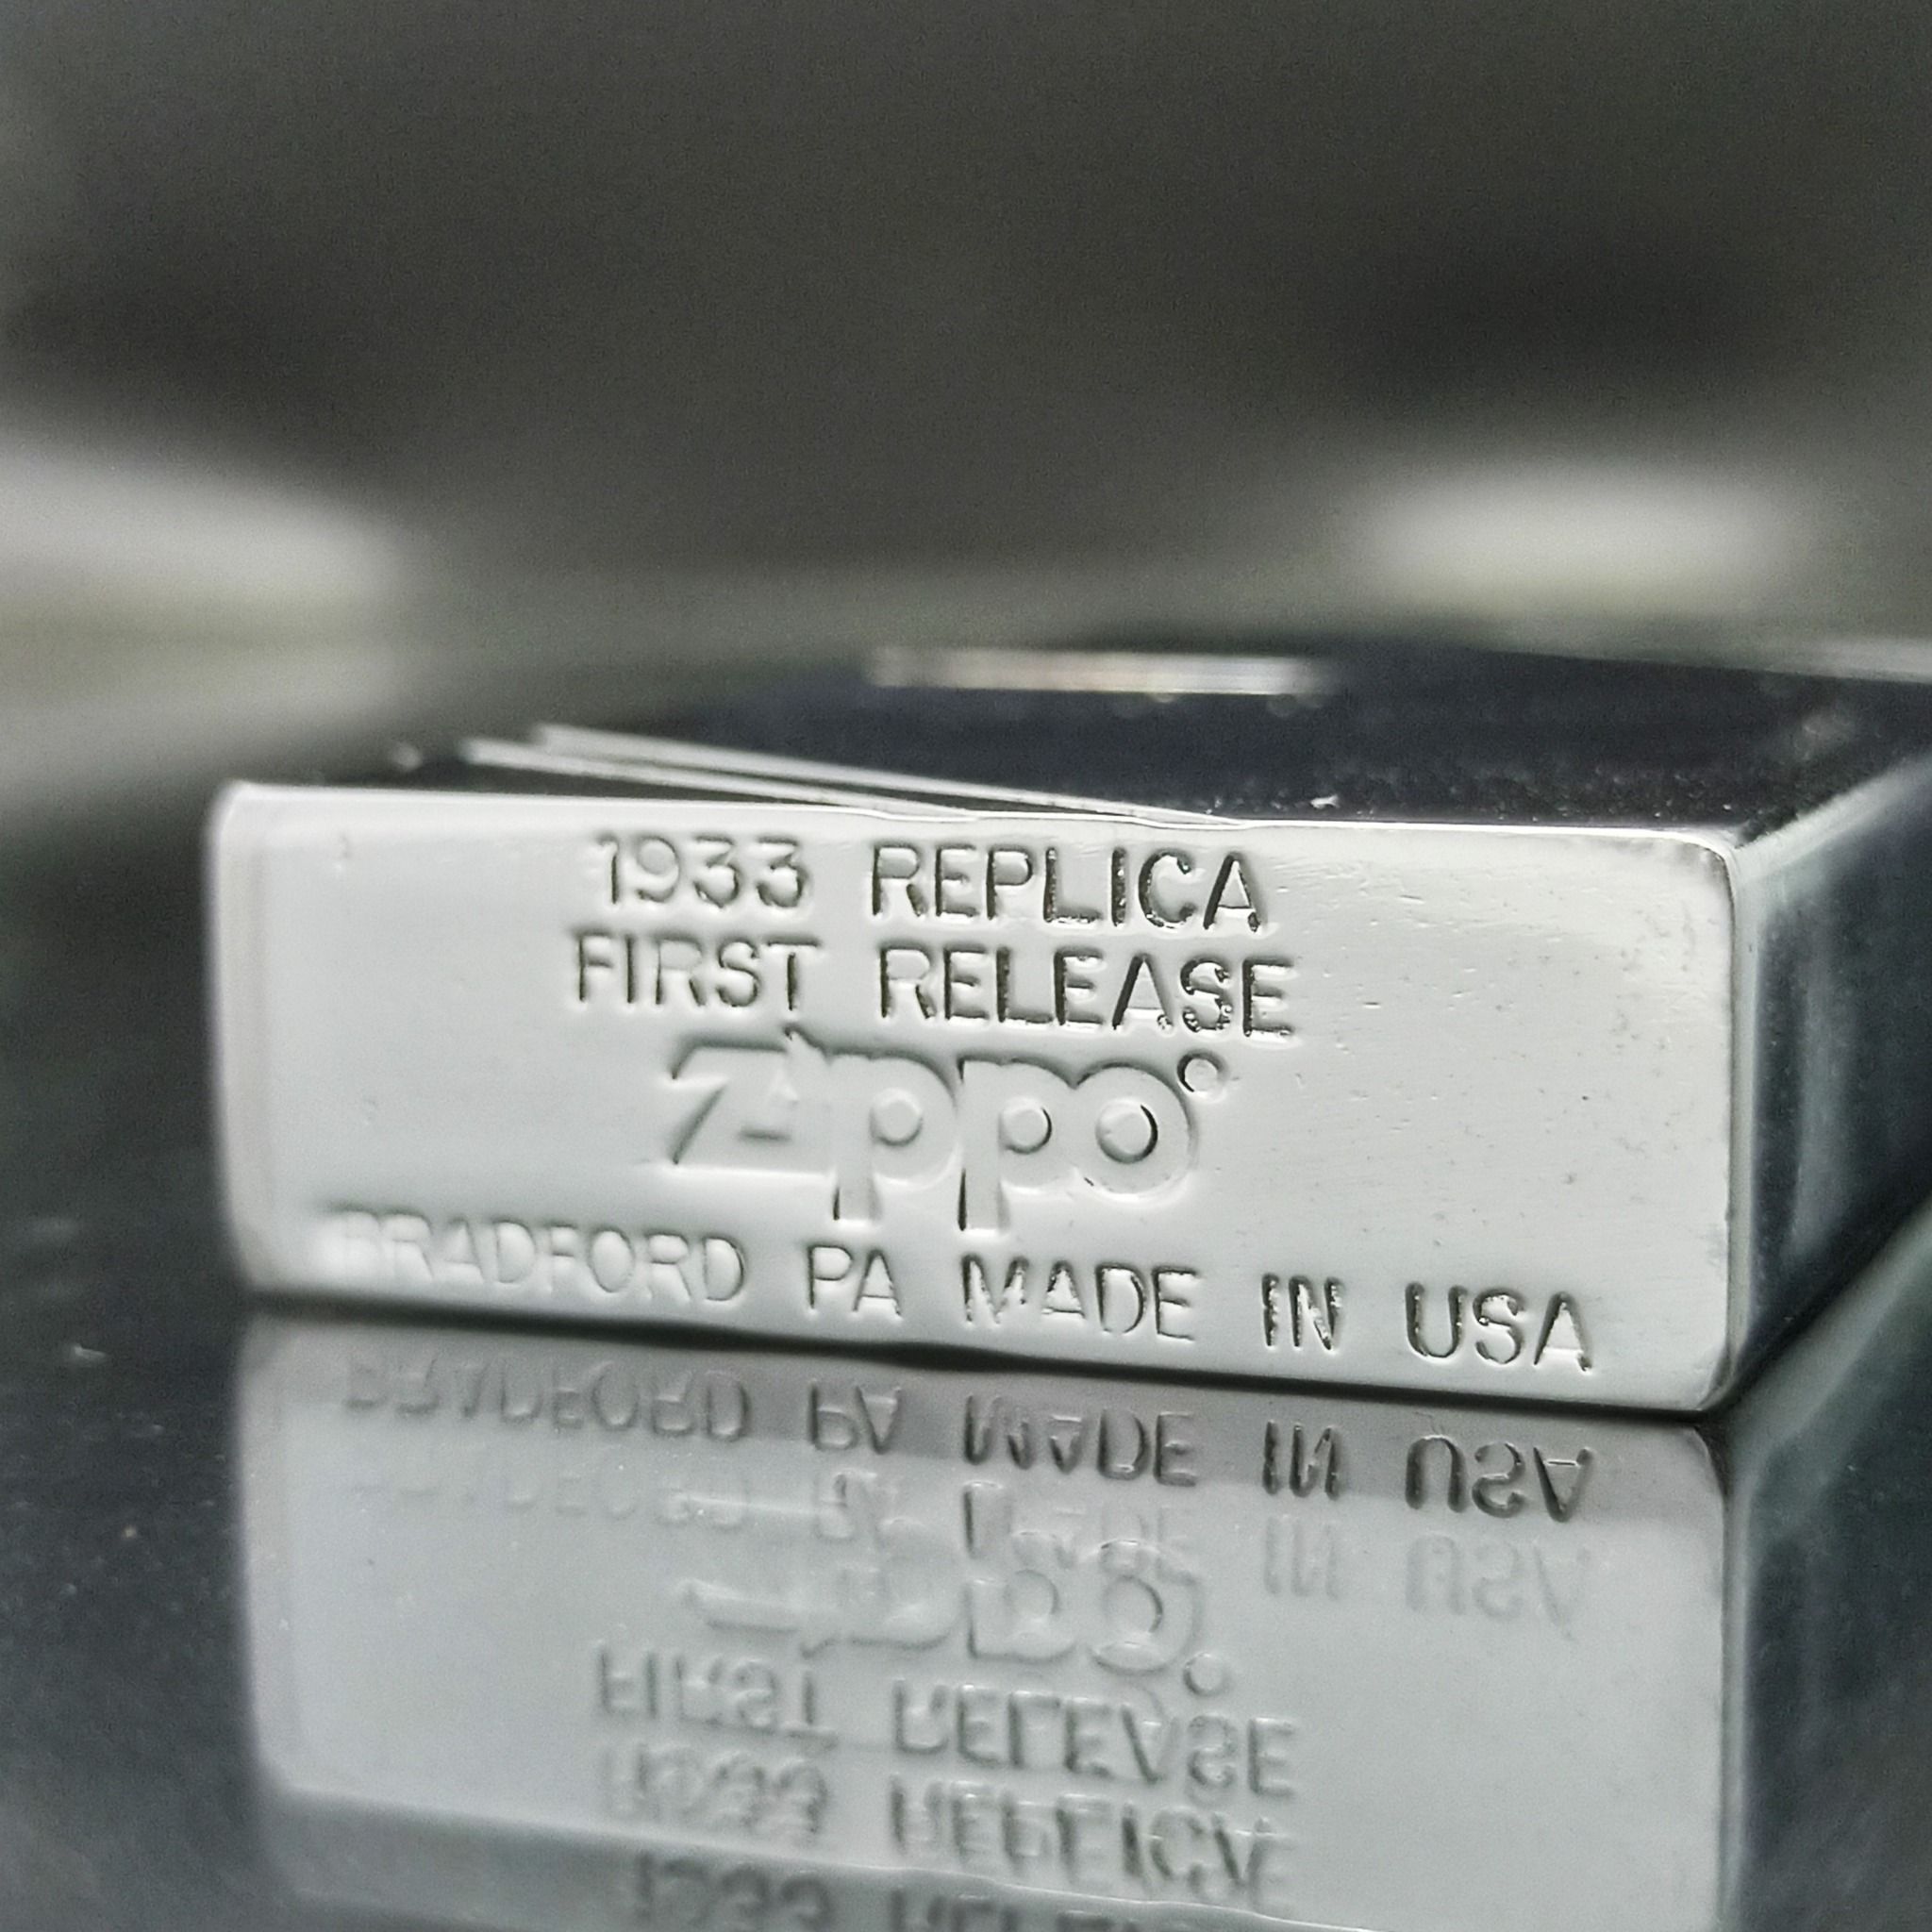 1933 REPLICA
FIRST RELEASE
Zippo
BRADFORD PA MADE IN USA